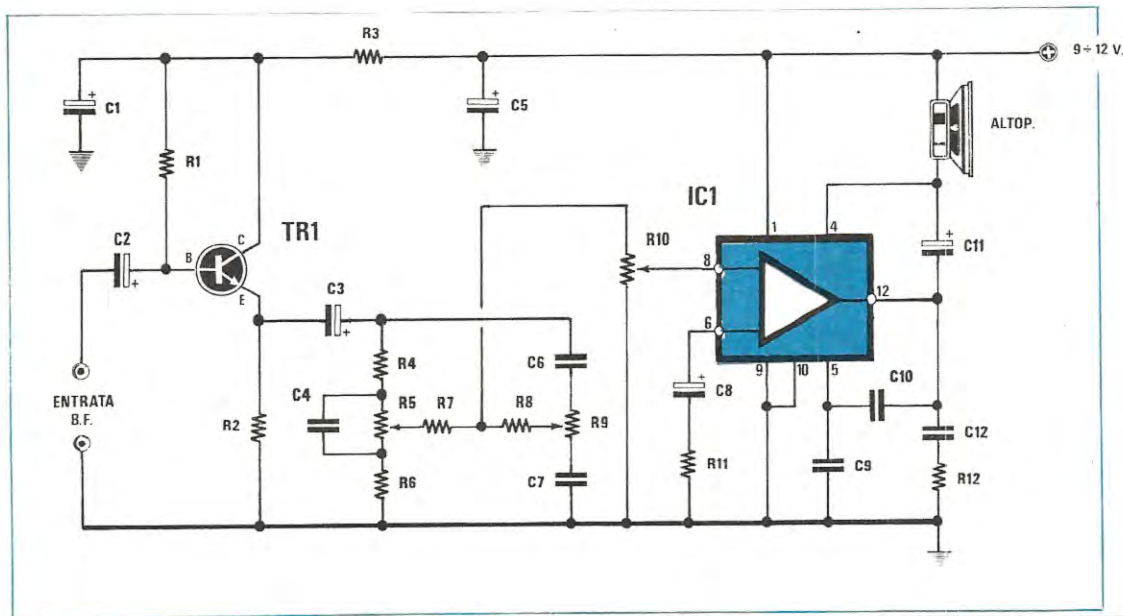 R3
9÷12 V.
C1
C5
ALTOP.
R1
IC1
TR1
C2
C
B
E
R10
1
4
8
12
C11
C3
6
9
10
5
C6
R4
C8
C10
ENTRATA
B.F.
C4
R5
R7
R8
R9
C12
R2
R11
C9
R6
C7
R12